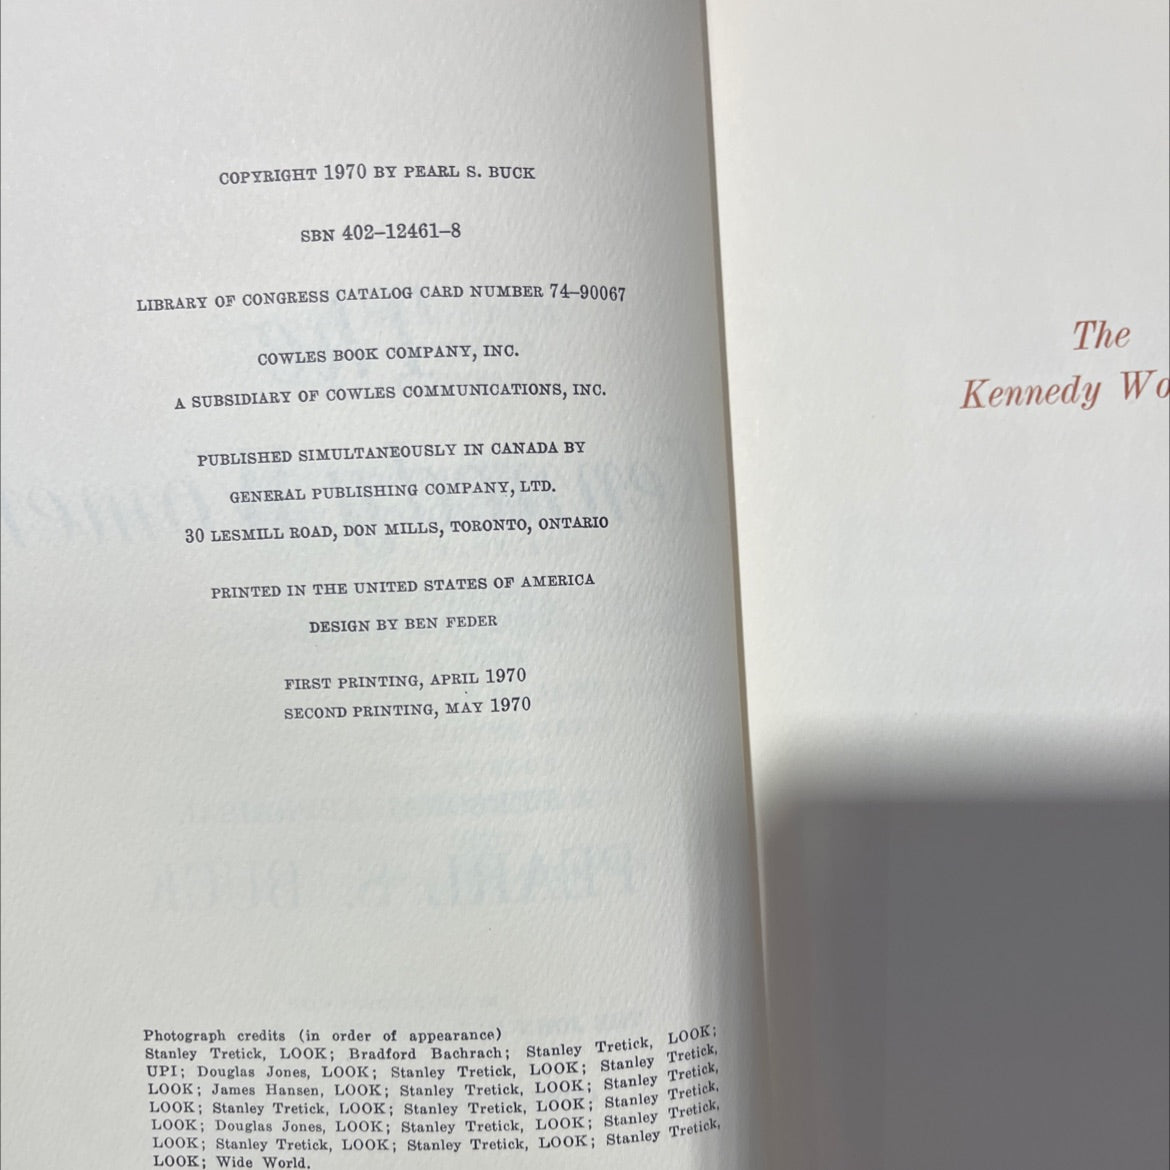 COPYRIGHT 1970 BY PEARL S. BUCK
SBN 402–12461–8
LIBRARY OF CONGRESS CATALOG CARD NUMBER 74–90067
COWLES BOOK COMPANY, INC.
A SUBSIDIARY OF COWLES COMMUNICATIONS, INC.
PUBLISHED SIMULTANEOUSLY IN CANADA BY
GENERAL PUBLISHING COMPANY, LTD.
30 LESMILL ROAD, DON MILLS, TORONTO, ONTARIO
PRINTED IN THE UNITED STATES OF AMERICA
DESIGN BY BEN FEDER
FIRST PRINTING, APRIL 1970
SECOND PRINTING, MAY 1970
Photograph credits (in order of appearance)
Stanley Tretick, LOOK; Bradford Bachrach; Stanley Tretick, LOOK;
UPI; Douglas Jones, LOOK; Stanley Tretick, LOOK; Stanley Tretick,
LOOK; James Hansen, LOOK; Stanley Tretick, LOOK; Stanley Tretick,
LOOK; Stanley Tretick, LOOK; Stanley Tretick, LOOK; Stanley Tretick,
LOOK; Douglas Jones, LOOK; Stanley Tretick, LOOK; Stanley Tretick,
LOOK; Stanley Tretick, LOOK; Stanley Tretick, LOOK; Stanley Tretick,
LOOK; Wide World.
The
Kennedy Wo